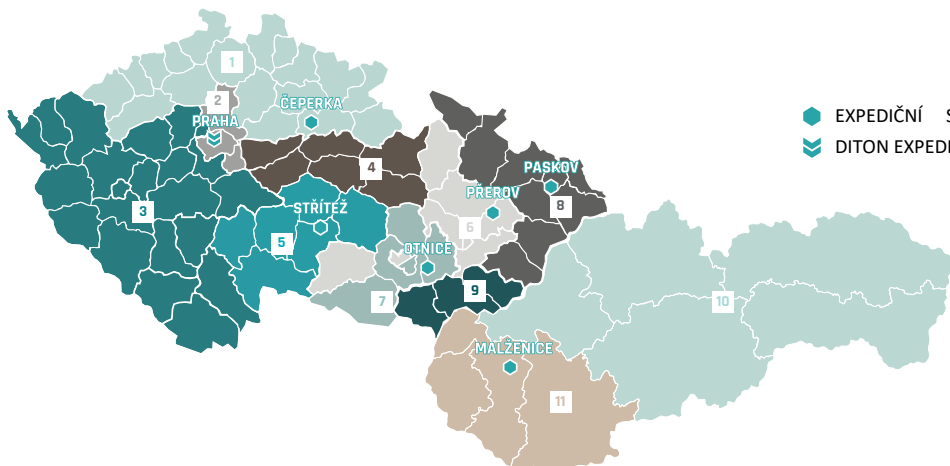 1
2
ČEPERKA
PRAHA
EXPEDIČNÍ S
DITON EXPEDI
4
PASKOV
PŘEROV
3
STŘÍTEŽ
8
6
5
OTNICE
9
7
10
MALŽENICE
11